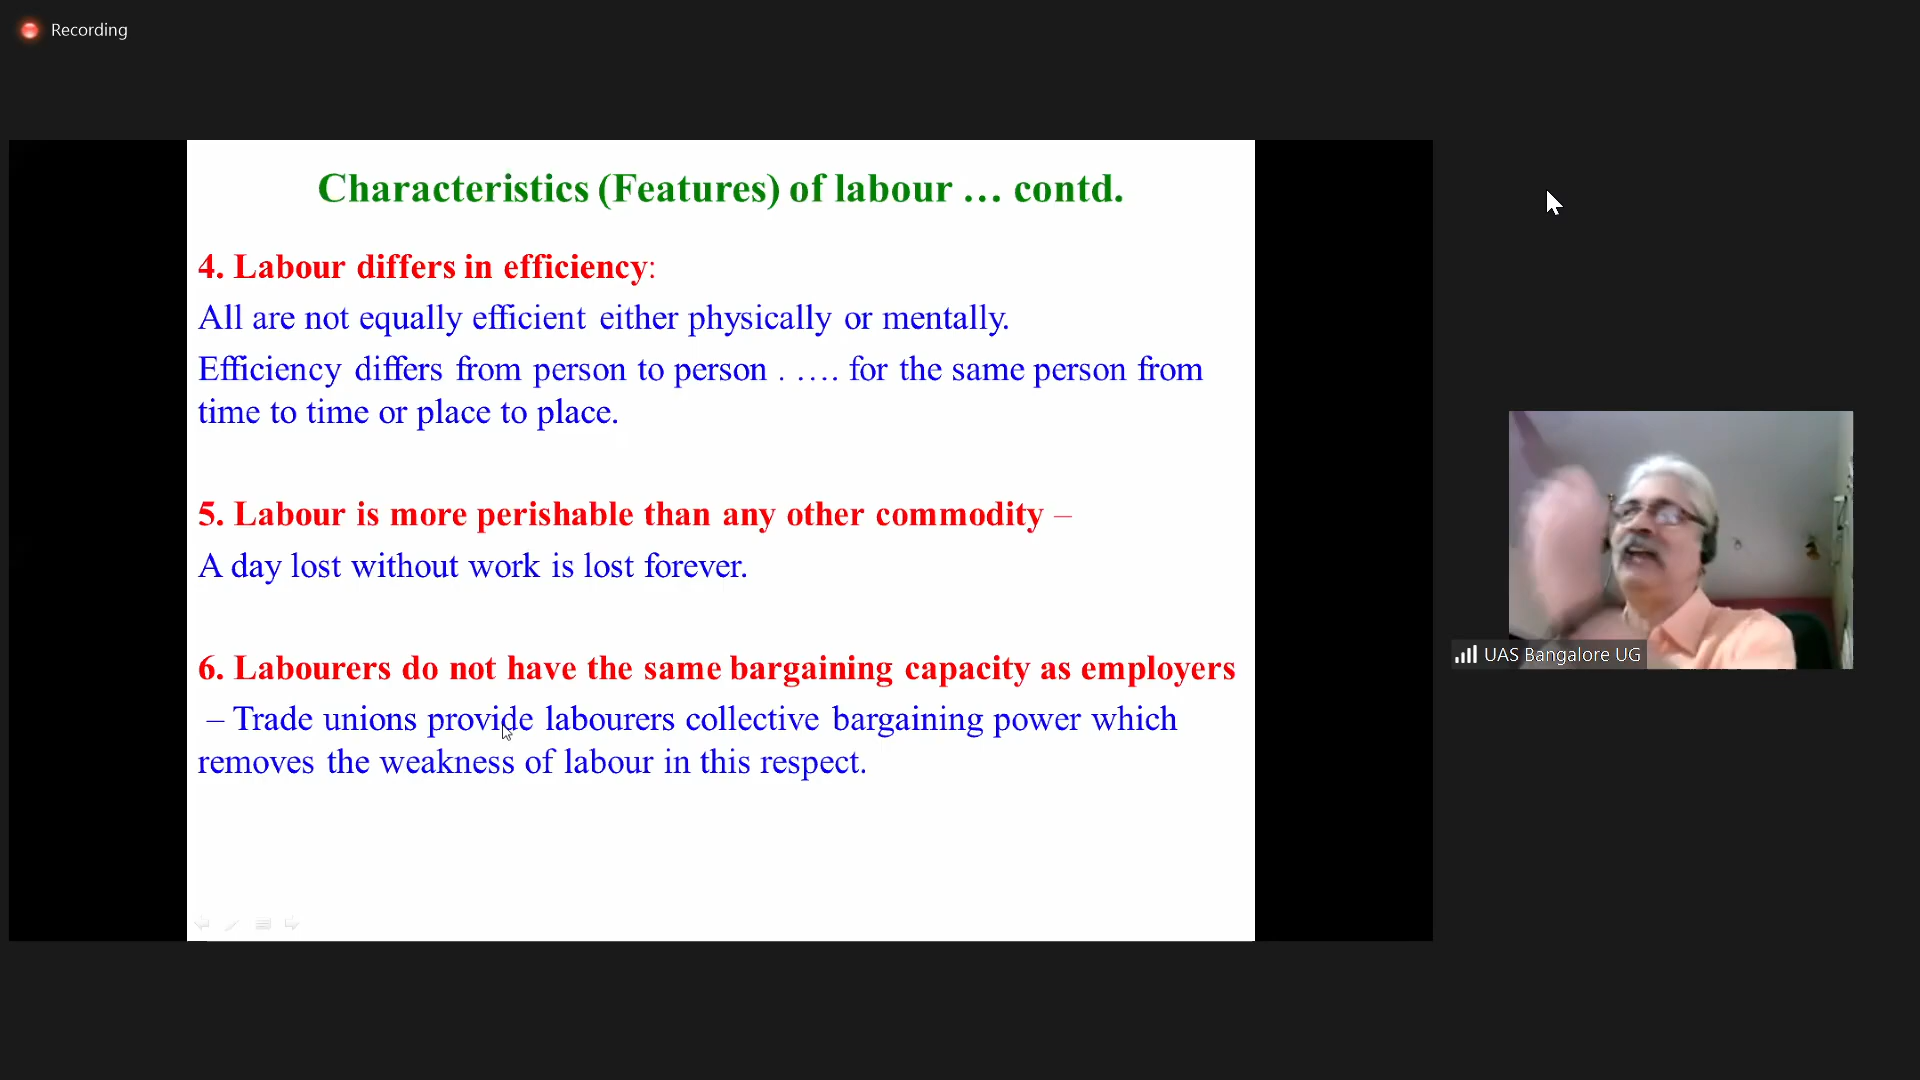 Recording
Characteristics (Features) of labour … contd.
4. Labour differs in efficiency:
All are not equally efficient either physically or mentally.
Efficiency differs from person to person . …. for the same person from
time to time or place to place.
5. Labour is more perishable than any other commodity –
A day lost without work is lost forever.
6. Labourers do not have the same bargaining capacity as employers
– Trade unions provide labourers collective bargaining power which
removes the weakness of labour in this respect.
UAS Bangalore UG